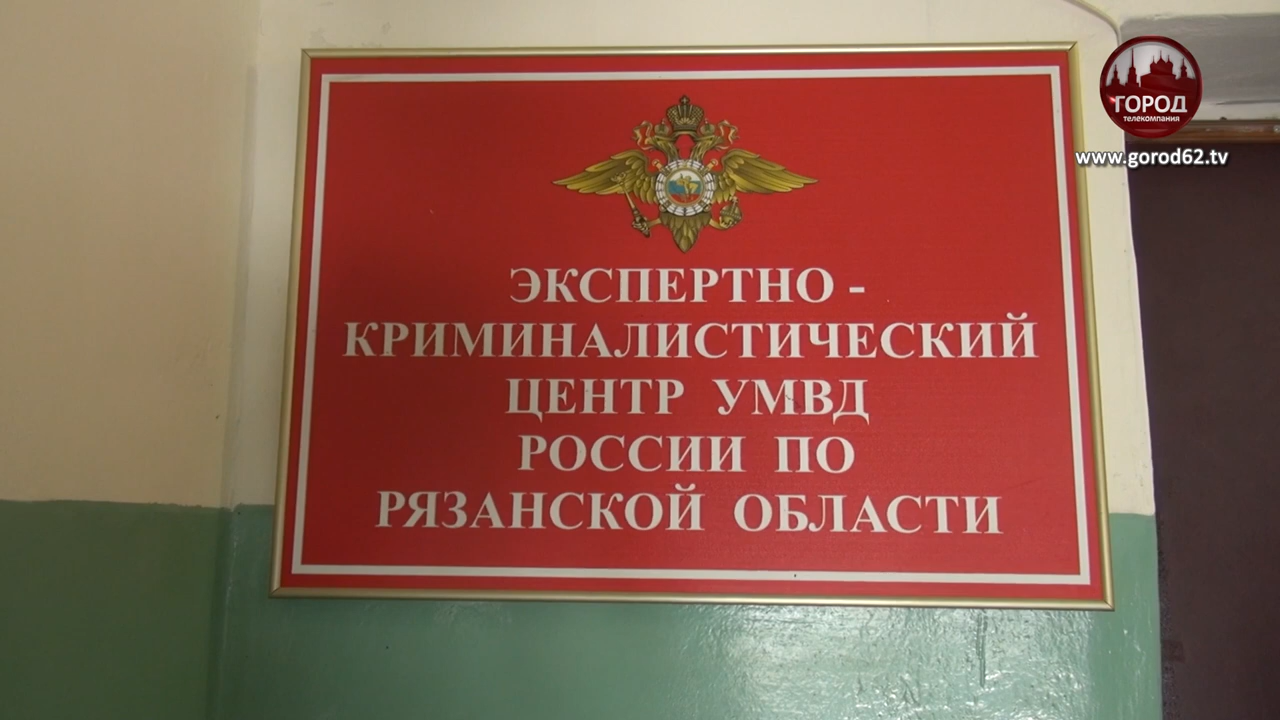 ГОРОД
телекомпания
www.gorod62.tv
ЭКСПЕРТНО -
КРИМИНАЛИСТИЧЕСКИЙ
ЦЕНТР УМВД
РОССИИ ПО
РЯЗАНСКОЙ ОБЛАСТИ